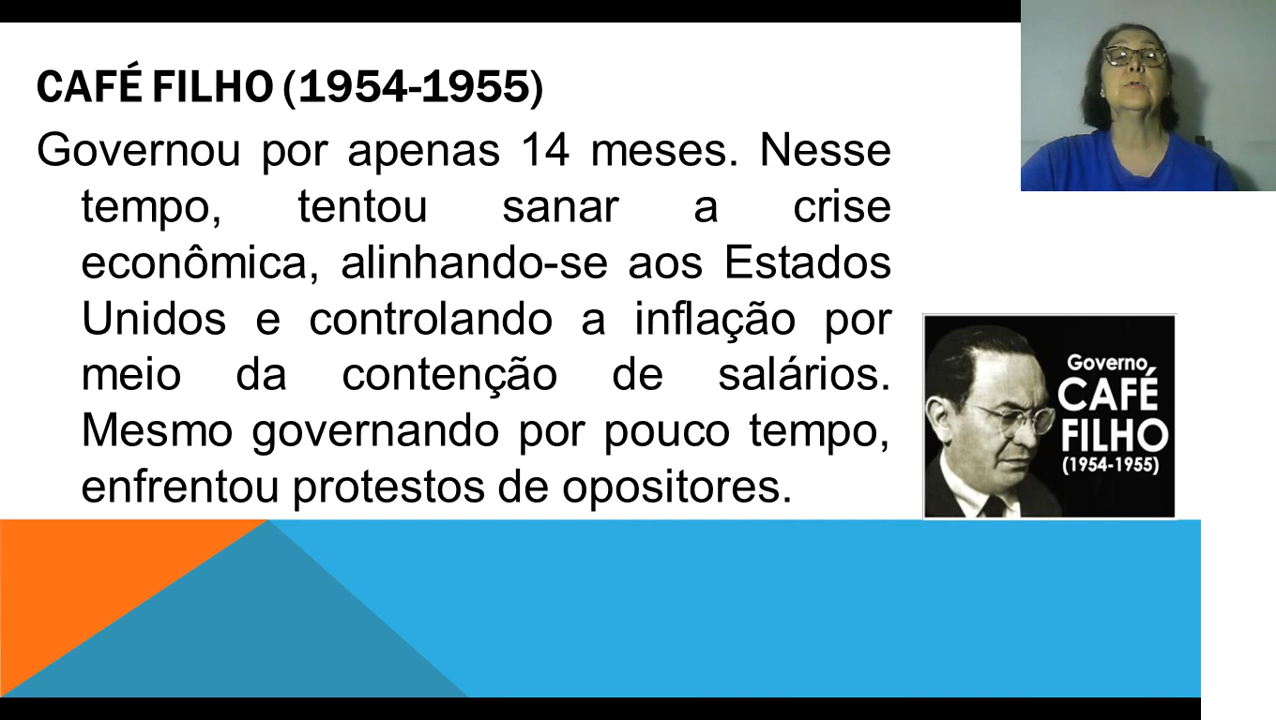 CAFÉ FILHO (1954-1955)
Governou por apenas 14 meses. Nesse
tempo, tentou sanar a crise
econômica, alinhando-se aos Estados
Unidos e controlando a inflação por
meio da contenção de salários.
Mesmo governando por pouco tempo,
enfrentou protestos de opositores.
Governo
CAFÉ
FILHO
(1954-1955)